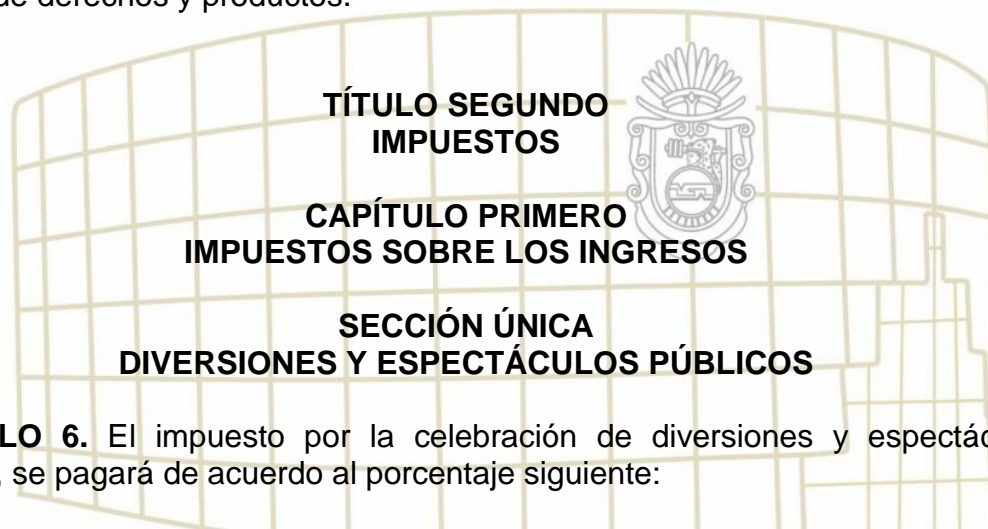 de derechos y productos.
TÍTULO SEGUNDO
IMPUESTOS
CAPÍTULO PRIMERO
IMPUESTOS SOBRE LOS INGRESOS
SECCIÓN ÚNICA
DIVERSIONES Y ESPECTÁCULOS PÚBLICOS
LO 6. El impuesto por la celebración de diversiones y espectác
, se pagará de acuerdo al porcentaje siguiente: